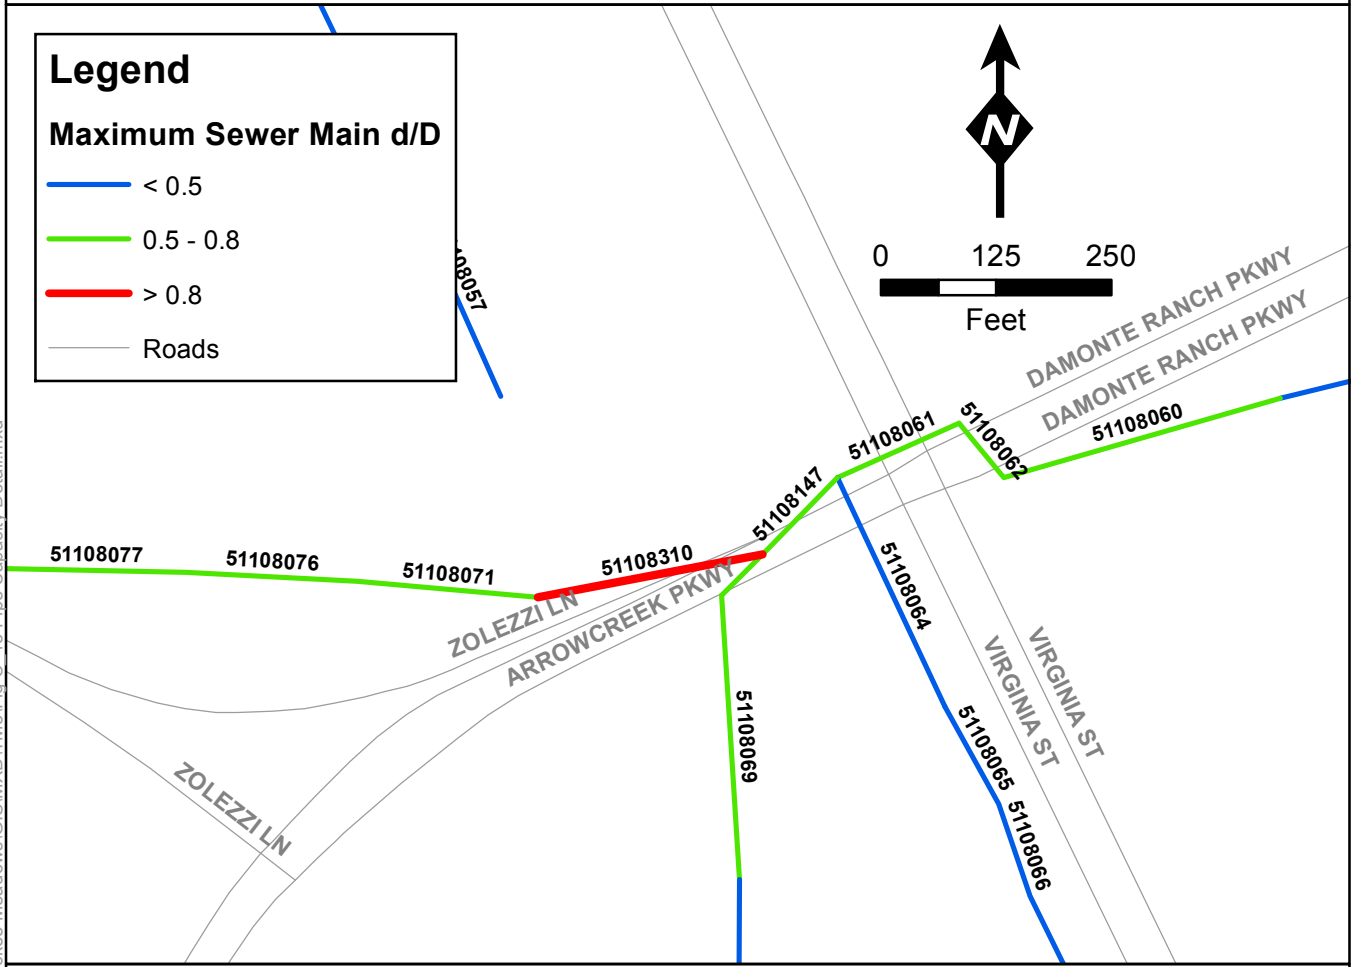 Legend
Maximum Sewer Main d/D
< 0.5
0.5 - 0.8
> 0.8
Roads
N
0 125 250
Feet
08057
DAMONTE RANCH PKWY
DAMONTE RANCH PKWY
51108061
51108062
51108060
51108147
51108077
51108076
51108071
51108310
ZOLEZZI LN
ARROWCREEK PKWY
51108064
VIRGINIA ST
VIRGINIA ST
51108069
51108065
51108066
ZOLEZZI LN